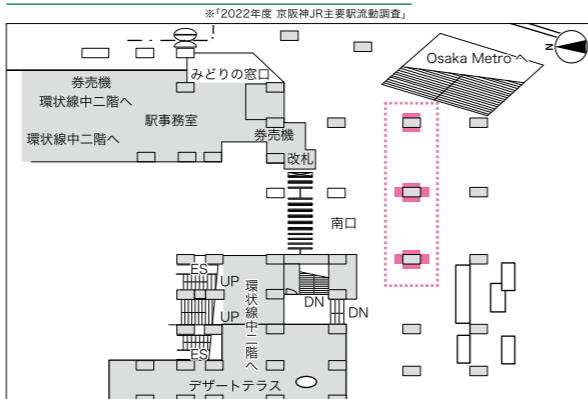 ※「2022年度 京阪神JR主要駅流動調査」
みどりの窓口
Osaka Metroへ
N
券売機
環状線中二階へ
駅事務室
環状線中二階へ
券売機
改札
南口
ES
UP
環状線中二階へ
DN
DN
UP
ES
デザートテラス